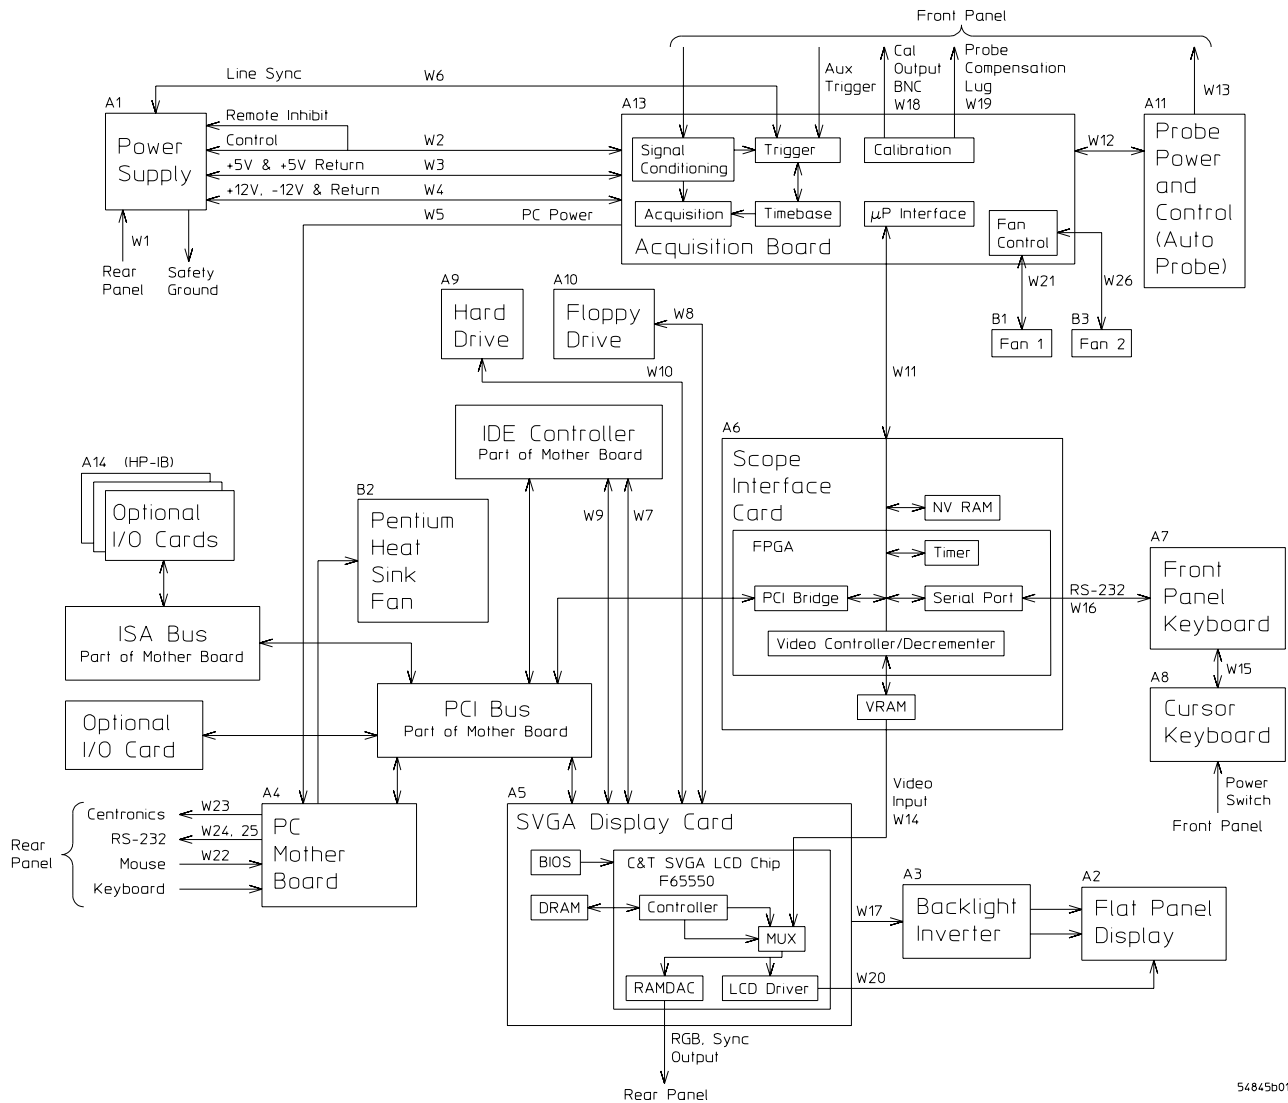 Front Panel
Line Sync
W6
Aux
Trigger
Cal
Output
BNC
W18
Probe
Compensation
Lug
W19
W13
A1
Power
Supply
Remote Inhibit
Control
W2
+5V & +5V Return
W3
+12V, -12V & Return
W4
W5
PC Power
W1
Rear
Panel
Safety
Ground
A13
Signal
Conditioning
Trigger
Calibration
Acquisition
Timebase
µP Interface
Fan
Control
Acquisition Board
W12
A11
Probe
Power
and
Control
(Auto
Probe)
W21
W26
B1
Fan 1
B3
Fan 2
A9
Hard
Drive
A10
Floppy
Drive
W8
W10
W11
IDE Controller
Part of Mother Board
W9
W7
A14 (HP-IB)
Optional
I/O Cards
B2
Pentium
Heat
Sink
Fan
ISA Bus
Part of Mother Board
PCI Bus
Part of Mother Board
Optional
I/O Card
A6
Scope
Interface
Card
NV RAM
FPGA
Timer
PCI Bridge
Serial Port
Video Controller/Decrementer
VRAM
RS-232
W16
A7
Front
Panel
Keyboard
W15
A8
Cursor
Keyboard
Power
Switch
Front Panel
Video
Input
W14
Rear
Panel
Centronics
W23
RS-232
W24, 25
Mouse
W22
Keyboard
A4
PC
Mother
Board
A5
SVGA Display Card
BIOS
C&T SVGA LCD Chip
F65550
DRAM
Controller
MUX
RAMDAC
LCD Driver
W17
A3
Backlight
Inverter
A2
Flat Panel
Display
W20
RGB, Sync
Output
Rear Panel
54845b01